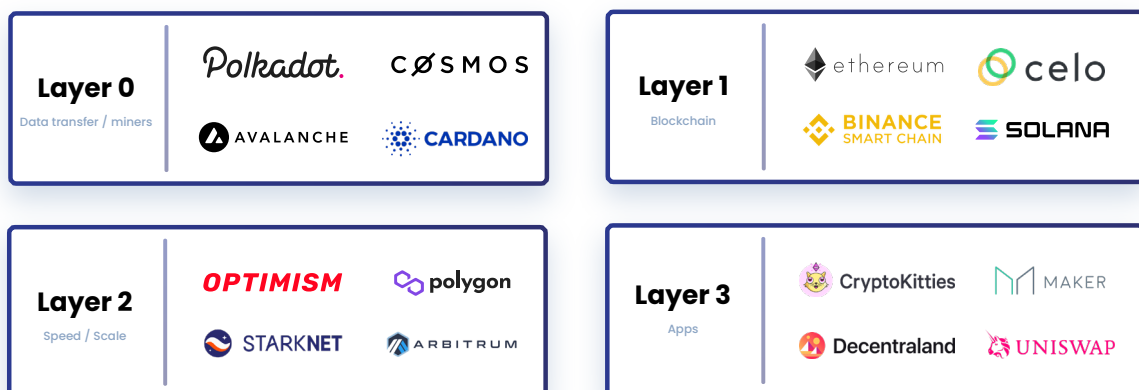 Layer 0
Data transfer / miners
Polkadot.
CØSMOS
AVALANCHE
CARDANO
Layer 1
Blockchain
ethereum
celo
BINANCE
SMART CHAIN
SOLANA
Layer 2
Speed / Scale
OPTIMISM
polygon
STARKNET
ARBITRUM
Layer 3
Apps
CryptoKitties
MAKER
Decentraland
UNISWAP